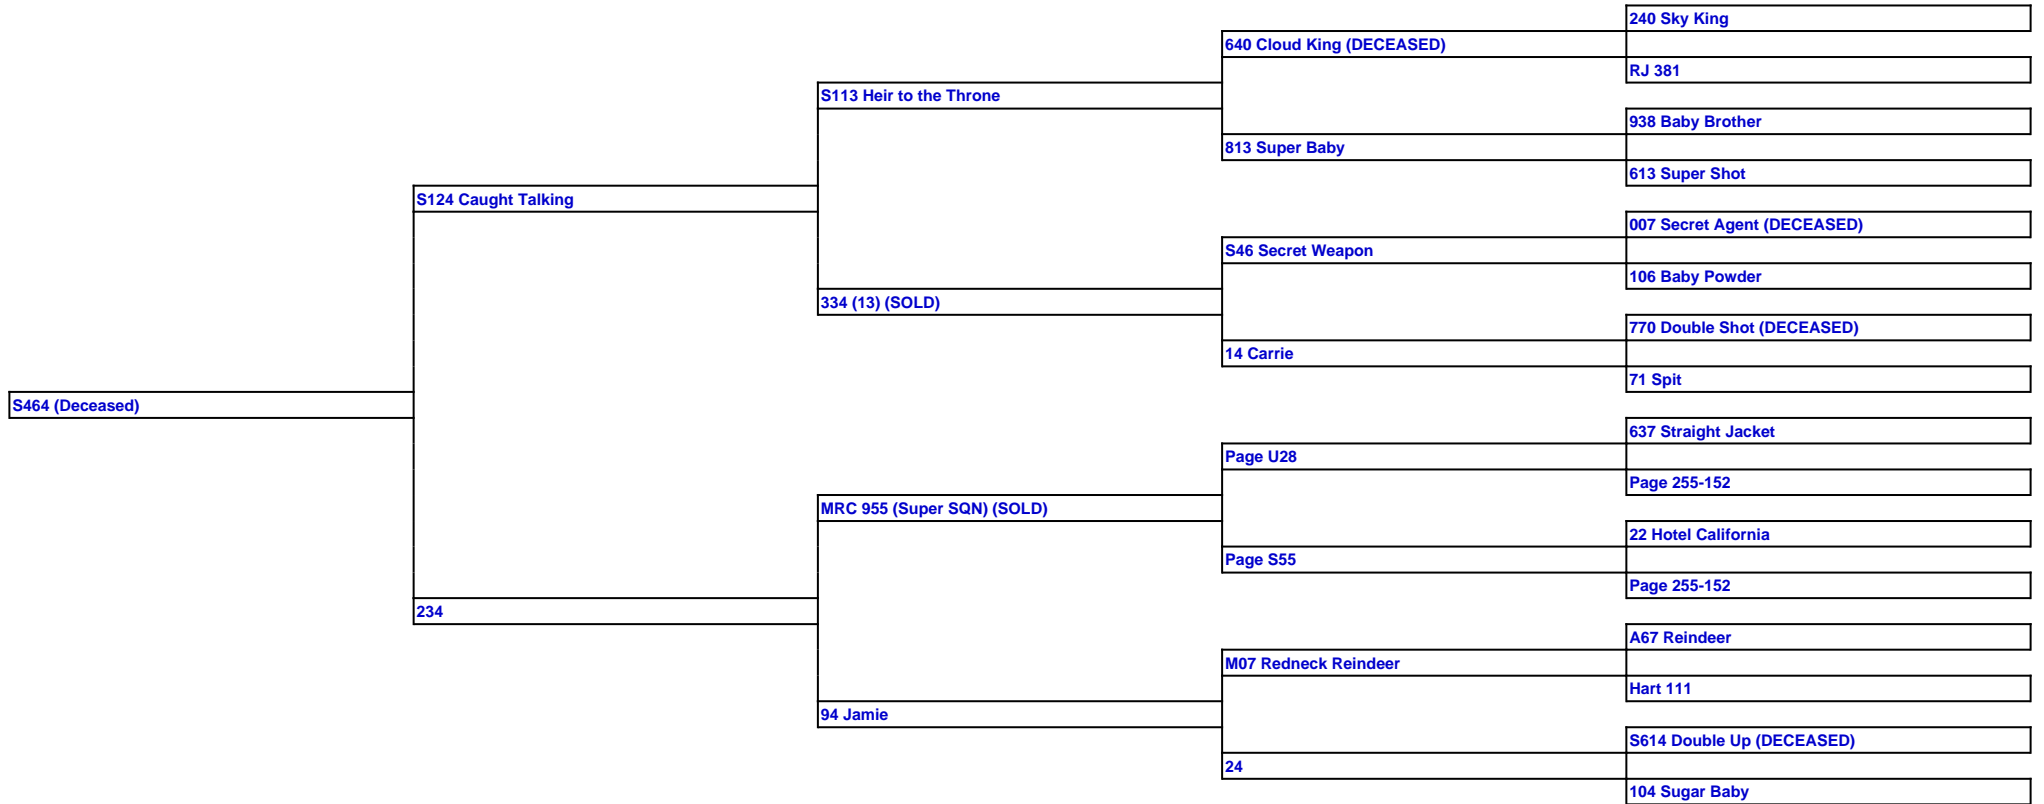 240 Sky King
640 Cloud King (DECEASED)
RJ 381
S113 Heir to the Throne
938 Baby Brother
813 Super Baby
613 Super Shot
S124 Caught Talking
007 Secret Agent (DECEASED)
S46 Secret Weapon
106 Baby Powder
334 (13) (SOLD)
770 Double Shot (DECEASED)
14 Carrie
71 Spit
S464 (Deceased)
637 Straight Jacket
Page U28
Page 255-152
MRC 955 (Super SQN) (SOLD)
22 Hotel California
Page S55
Page 255-152
234
A67 Reindeer
M07 Redneck Reindeer
Hart 111
94 Jamie
S614 Double Up (DECEASED)
24
104 Sugar Baby